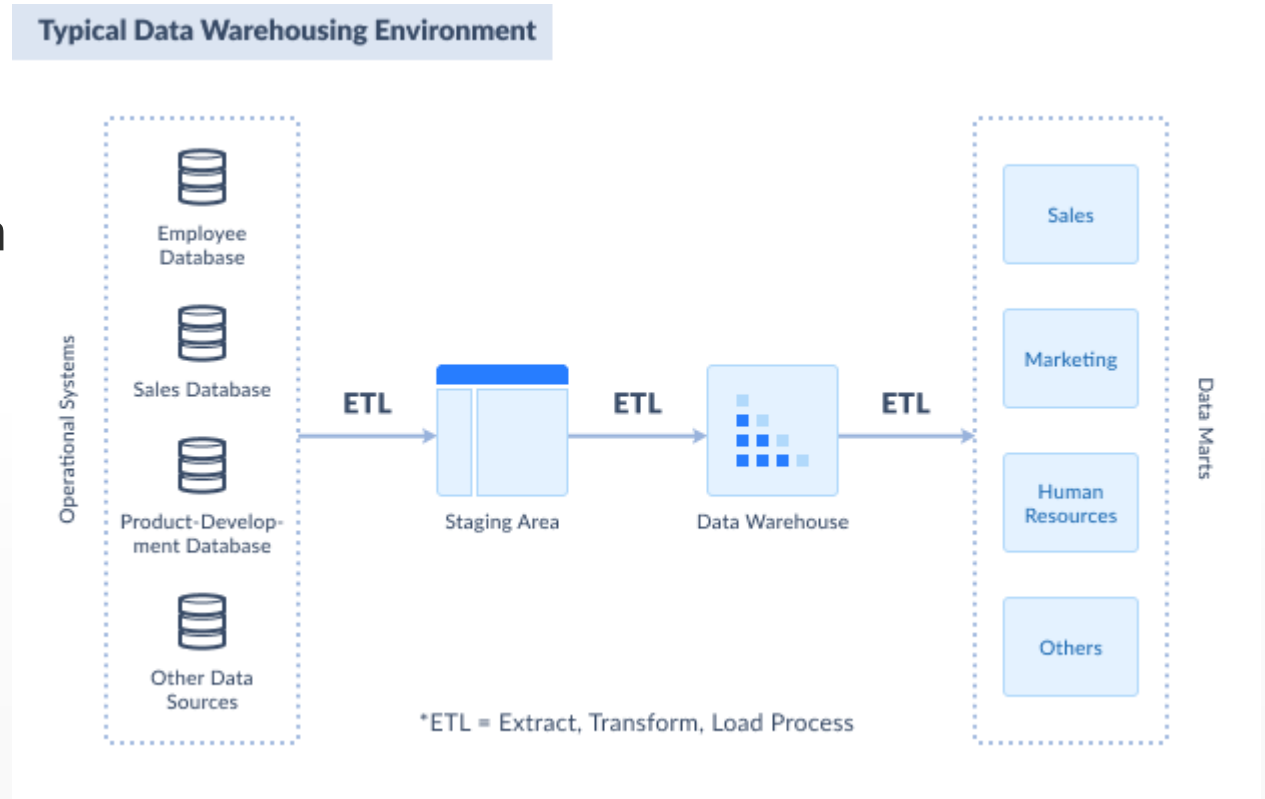 Typical Data Warehousing Environment
n
Operational Systems
Employee
Database
Sales Database
Product-Develop-
ment Database
Other Data
Sources
ETL
Staging Area
ETL
Data Warehouse
ETL
Sales
Marketing
Human
Resources
Others
Data Marts
*ETL = Extract, Transform, Load Process